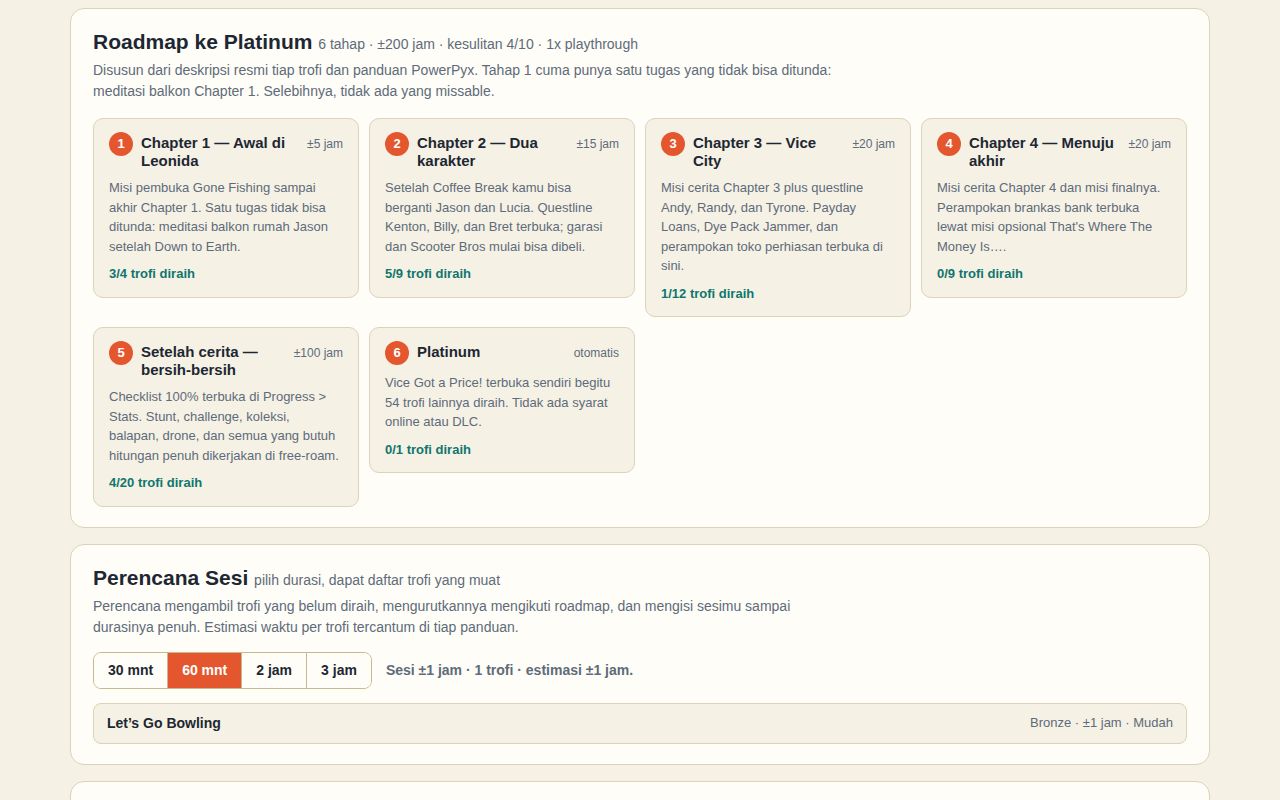 Roadmap ke Platinum 6 tahap · ±200 jam · kesulitan 4/10 · 1x playthrough
Disusun dari deskripsi resmi tiap trofi dan panduan PowerPyx. Tahap 1 cuma punya satu tugas yang tidak bisa ditunda:
meditasi balkon Chapter 1. Selebihnya, tidak ada yang missable.
1 Chapter 1 — Awal di ±5 jam
Leonida
Misi pembuka Gone Fishing sampai
akhir Chapter 1. Satu tugas tidak bisa
ditunda: meditasi balkon rumah Jason
setelah Down to Earth.
3/4 trofi diraih
2 Chapter 2 — Dua ±15 jam
karakter
Setelah Coffee Break kamu bisa
berganti Jason dan Lucia. Questline
Kenton, Billy, dan Bret terbuka; garasi
dan Scooter Bros mulai bisa dibeli.
5/9 trofi diraih
3 Chapter 3 — Vice ±20 jam
City
Misi cerita Chapter 3 plus questline
Andy, Randy, dan Tyrone. Payday
Loans, Dye Pack Jammer, dan
perampokan toko perhiasan terbuka di
sini.
1/12 trofi diraih
4 Chapter 4 — Menuju ±20 jam
akhir
Misi cerita Chapter 4 dan misi finalnya.
Perampokan brankas bank terbuka
lewat misi opsional That's Where The
Money Is….
0/9 trofi diraih
5 Setelah cerita — ±100 jam
bersih-bersih
Checklist 100% terbuka di Progress >
Stats. Stunt, challenge, koleksi,
balapan, drone, dan semua yang butuh
hitungan penuh dikerjakan di free-roam.
4/20 trofi diraih
6 Platinum otomatis
Vice Got a Price! terbuka sendiri begitu
54 trofi lainnya diraih. Tidak ada syarat
online atau DLC.
0/1 trofi diraih
Perencana Sesi pilih durasi, dapat daftar trofi yang muat
Perencana mengambil trofi yang belum diraih, mengurutkannya mengikuti roadmap, dan mengisi sesimu sampai
durasinya penuh. Estimasi waktu per trofi tercantum di tiap panduan.
30 mnt 60 mnt 2 jam 3 jam Sesi ±1 jam · 1 trofi · estimasi ±1 jam.
Let’s Go Bowling Bronze · ±1 jam · Mudah